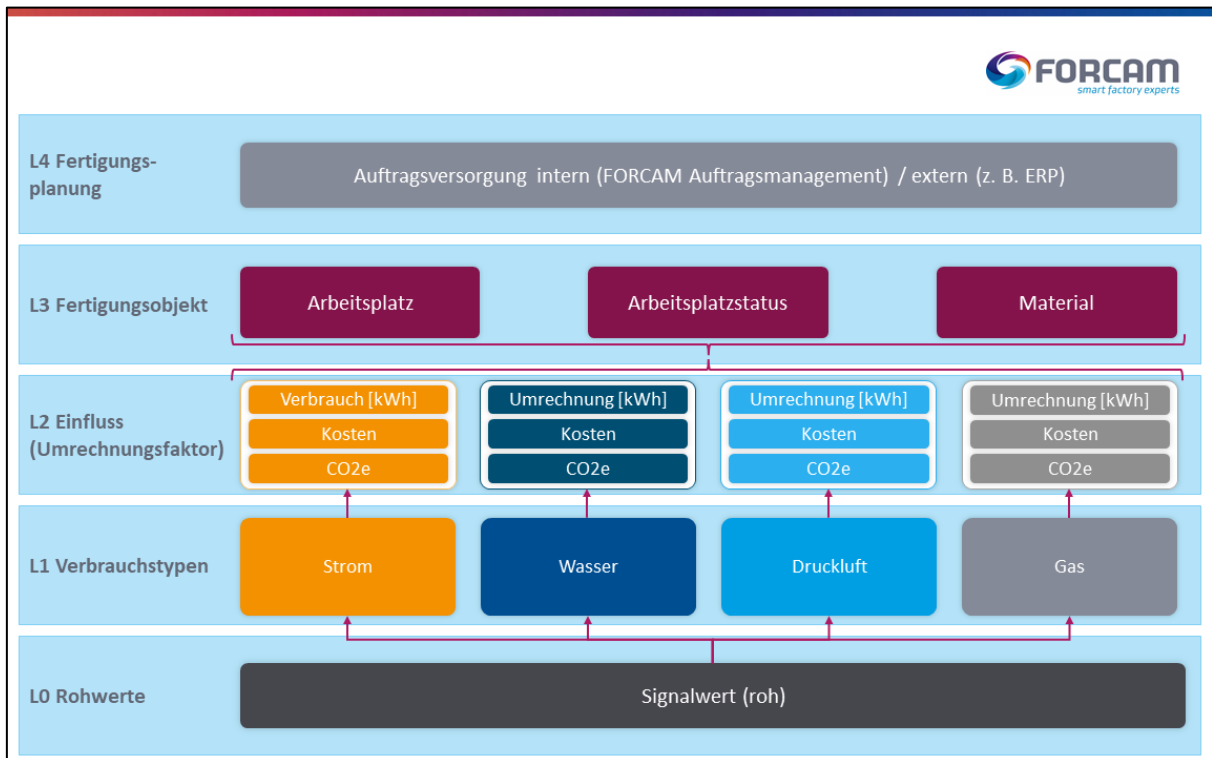 FORCAM
smart factory experts
L4 Fertigungs-
planung
Auftragsversorgung intern (FORCAM Auftragsmanagement) / extern (z. B. ERP)
L3 Fertigungsobjekt
Arbeitsplatz
Arbeitsplatzstatus
Material
L2 Einfluss
(Umrechnungsfaktor)
Verbrauch [kWh]
Kosten
CO2e
Umrechnung [kWh]
Kosten
CO2e
Umrechnung [kWh]
Kosten
CO2e
Umrechnung [kWh]
Kosten
CO2e
L1 Verbrauchstypen
Strom
Wasser
Druckluft
Gas
L0 Rohwerte
Signalwert (roh)